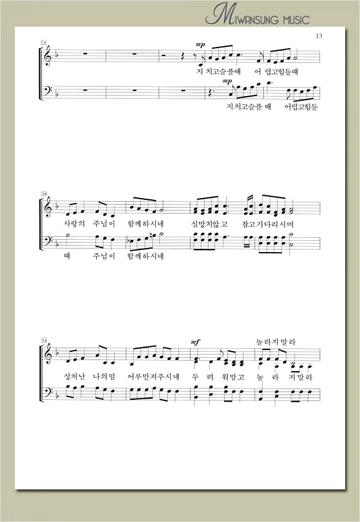 MIWANSUNG MUSIC
13
mp
지치고슬플때 어렵고힘들때
mp
지치고슬플때 어렵고힘들
사랑의 주님이 함께하시네 실망치않고 참고기다리시며
때 주님이 함께하시네
mf
놀라지말라
상처난 나의맘 어루만져주시네 두려워말고 놀라지말라